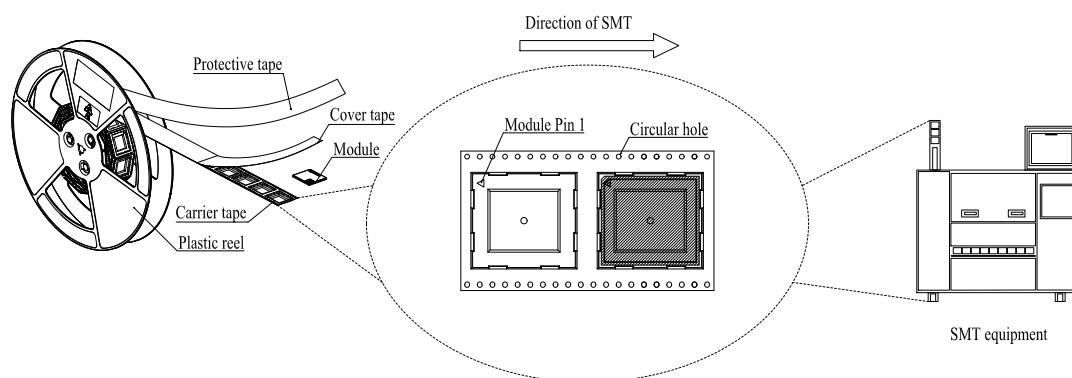 Direction of SMT
Protective tape
Cover tape
Module Pin 1
Circular hole
Module
Carrier tape
Plastic reel
SMT equipment